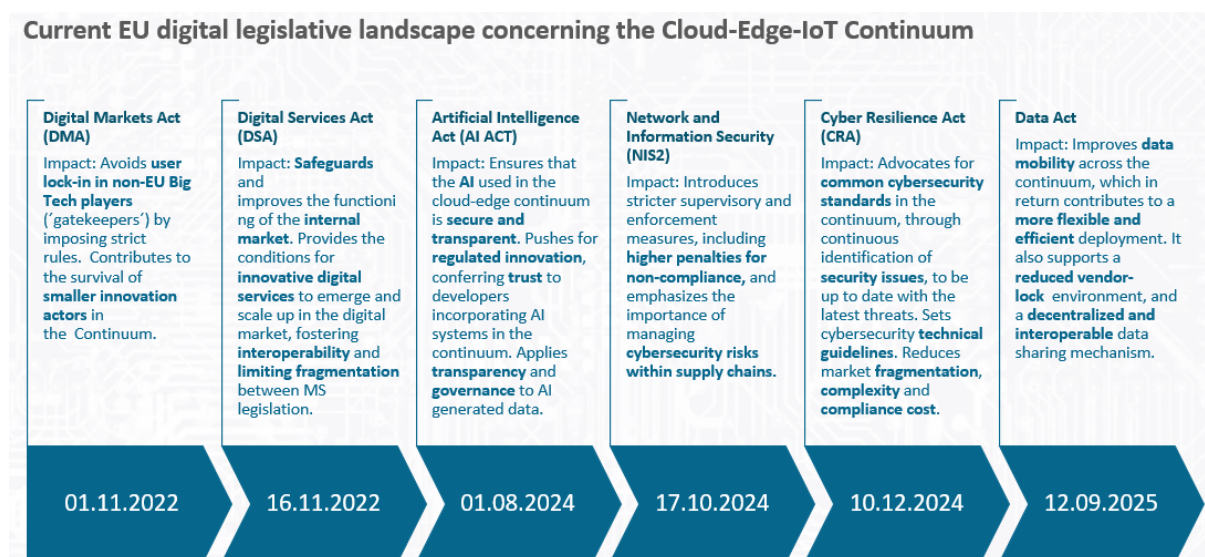 Current EU digital legislative landscape concerning the Cloud-Edge-IoT Continuum
Digital Markets Act
(DMA)
Impact: Avoids user
lock-in in non-EU Big
Tech players
(´gatekeepers´) by
imposing strict
rules.  Contributes to
the survival of
smaller innovation
actors in
the  Continuum.
Digital Services Act
(DSA)
Impact: Safeguards
and
improves the functioni
ng of the internal
market. Provides the
conditions for
innovative digital
services to emerge and
scale up in the digital
market, fostering
interoperability and
limiting fragmentation
between MS
legislation.
Artificial Intelligence
Act (AI ACT)
Impact: Ensures that
the AI used in the
cloud-edge continuum
is secure and
transparent. Pushes for
regulated innovation,
conferring trust to
developers
incorporating AI
systems in the
continuum. Applies
transparency and
governance to AI
generated data.
Network and
Information Security
(NIS2)
Impact: Introduces
stricter supervisory and
enforcement
measures, including
higher penalties for
non-compliance, and
emphasizes the
importance of
managing
cybersecurity risks
within supply chains.
Cyber Resilience Act
(CRA)
Impact: Advocates for
common cybersecurity
standards in the
continuum, through
continuous
identification of
security issues, to be
up to date with the
latest threats. Sets
cybersecurity technical
guidelines. Reduces
market fragmentation,
complexity and
compliance cost.
Data Act
Impact: Improves data
mobility across the
continuum, which in
return contributes to a
more flexible and
efficient deployment. It
also supports a
reduced vendor-
lock  environment, and
a decentralized and
interoperable data
sharing mechanism.
01.11.2022
16.11.2022
01.08.2024
17.10.2024
10.12.2024
12.09.2025